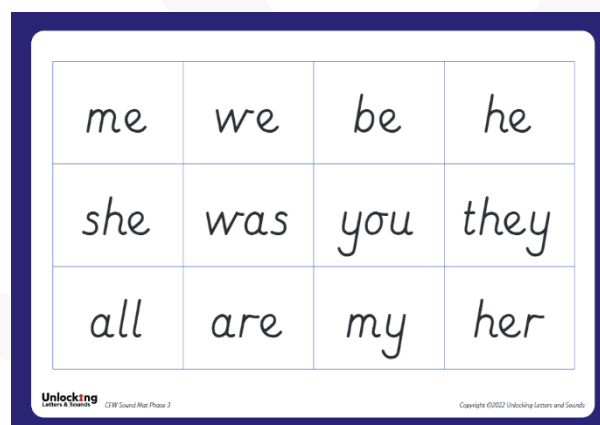 me we be he
she was you they
all are my her
Unlocking
Letters & Sounds CEW Sound Mat Phase 3 Copyright ©2022 Unlocking Letters and Sounds